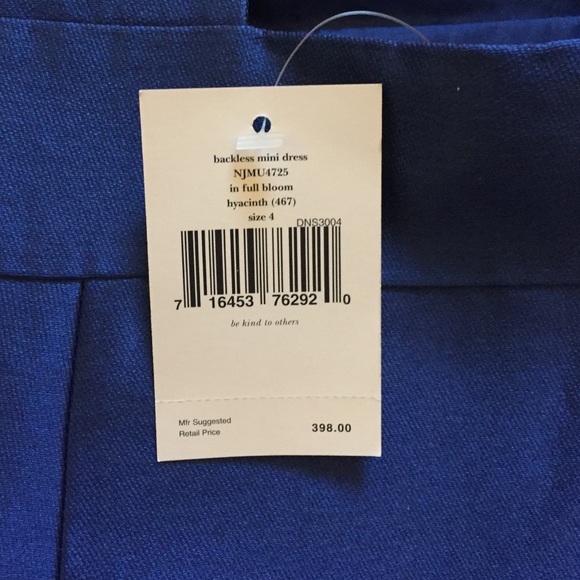 backless mini dress
NJMU4725
in full bloom
hyacinth (467)
size 4
DNS3004
7 16453 76292 0
be kind to others
Mfr Suggested
Retail Price
398.00